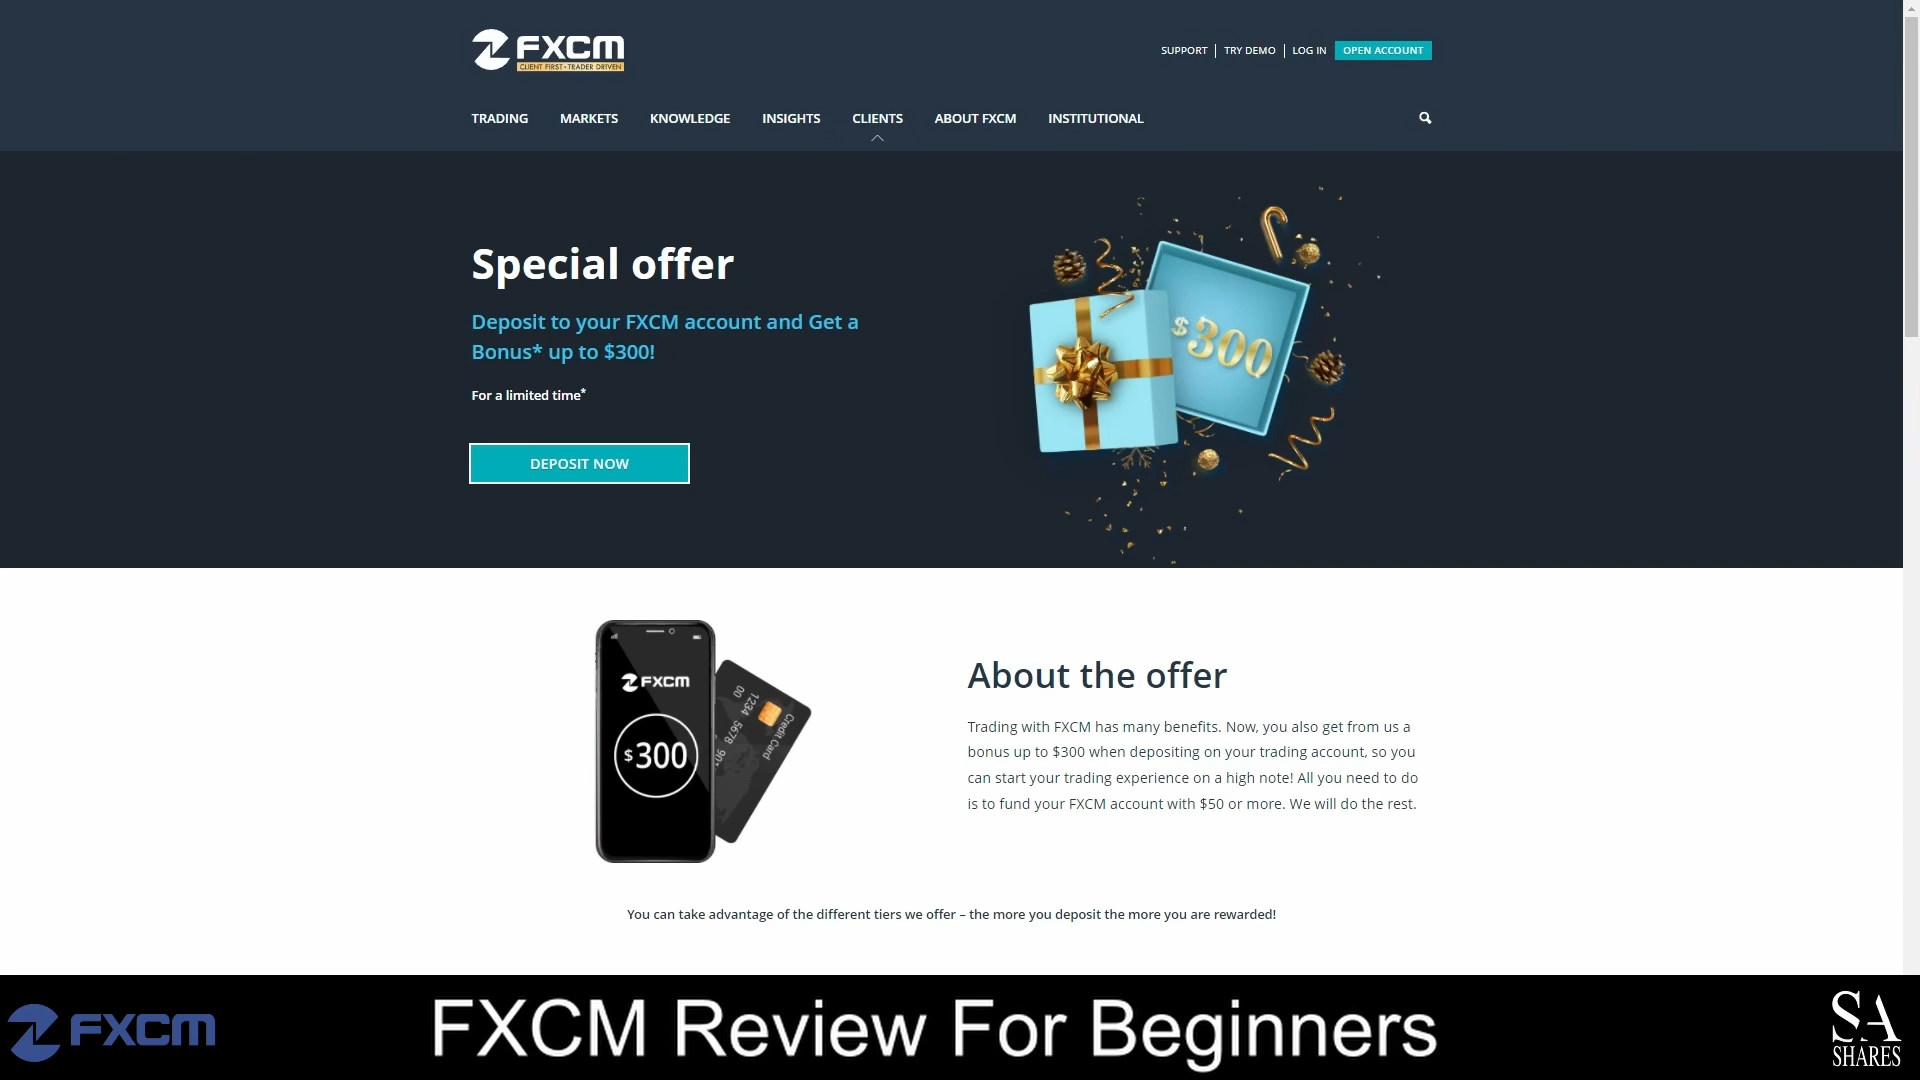 FXCM
CLIENT FIRST • TRADER DRIVEN
SUPPORT
TRY DEMO
LOG IN
OPEN ACCOUNT
TRADING
MARKETS
KNOWLEDGE
INSIGHTS
CLIENTS
ABOUT FXCM
INSTITUTIONAL
Special offer
Deposit to your FXCM account and Get a
Bonus* up to $300!
For a limited time*
DEPOSIT NOW
$300
FXCM
$300
1234 5678 901
00
Credit Card
About the offer
Trading with FXCM has many benefits. Now, you also get from us a
bonus up to $300 when depositing on your trading account, so you
can start your trading experience on a high note! All you need to do
is to fund your FXCM account with $50 or more. We will do the rest.
You can take advantage of the different tiers we offer – the more you deposit the more you are rewarded!
FXCM
FXCM Review For Beginners
SA
SHARES